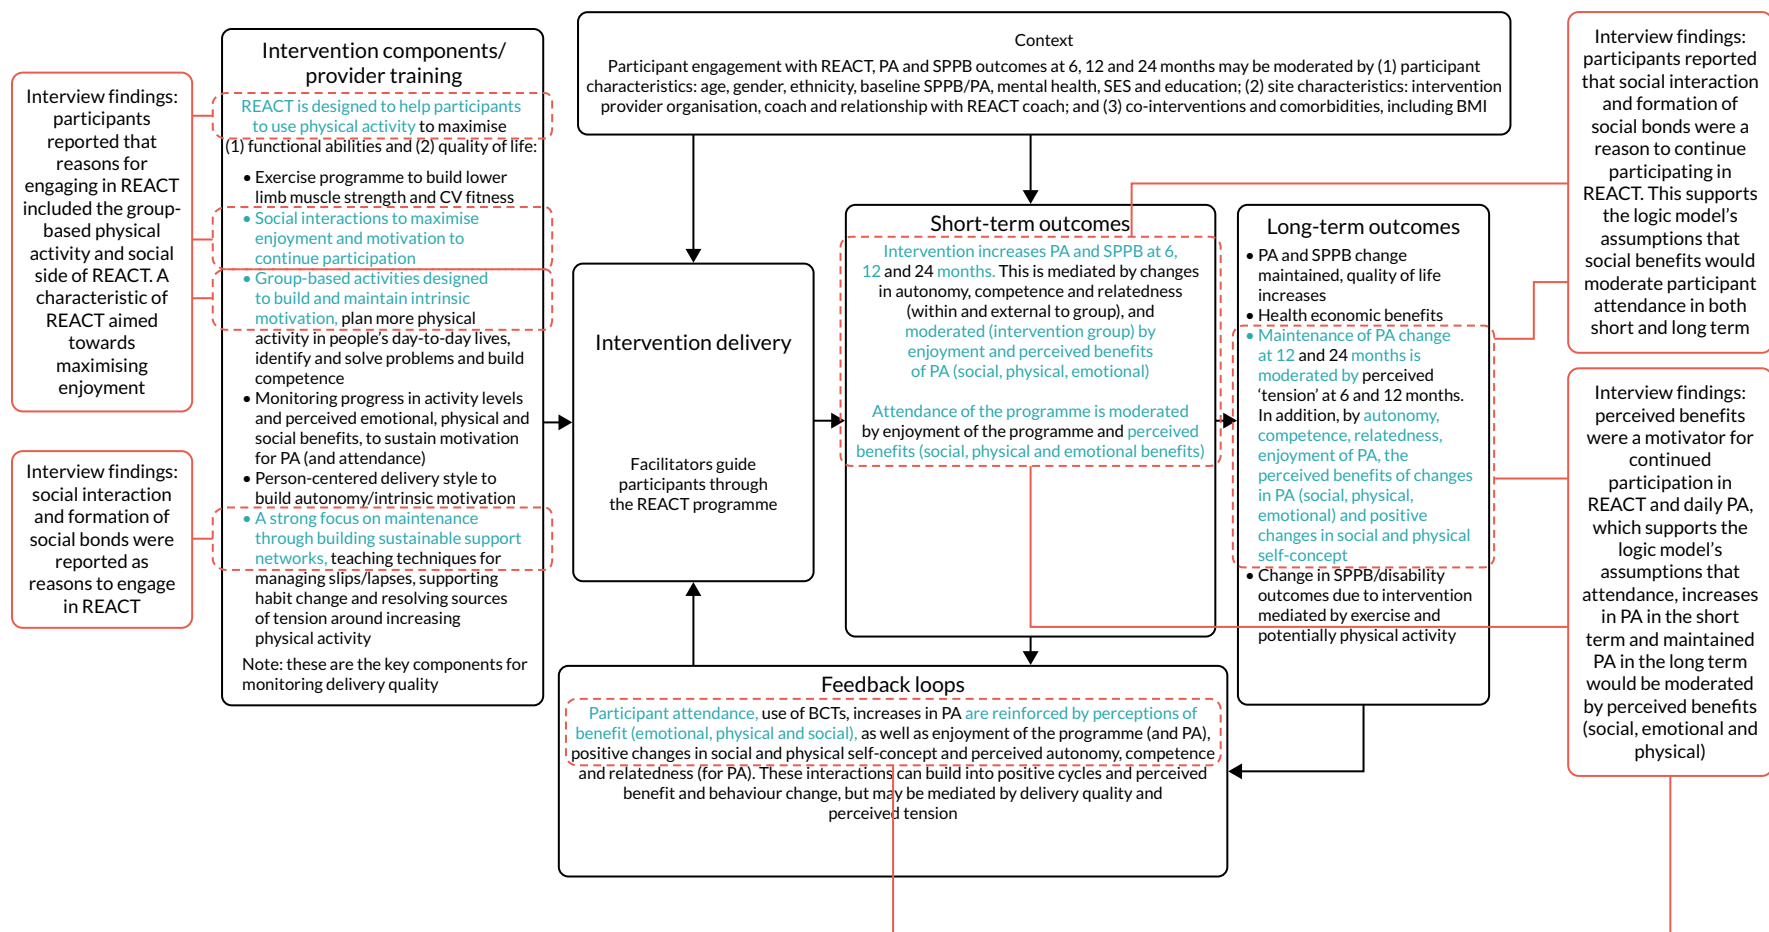 Interview findings:
participants
reported that
reasons for
engaging in REACT
included the group-
based physical
activity and social
side of REACT. A
characteristic of
REACT aimed
towards
maximising
enjoyment
Interview findings:
social interaction
and formation of
social bonds were
reported as
reasons to engage
in REACT
Intervention components/
provider training
REACT is designed to help participants
to use physical activity to maximise
(1) functional abilities and (2) quality of life:
• Exercise programme to build lower
limb muscle strength and CV fitness
• Social interactions to maximise
enjoyment and motivation to
continue participation
• Group-based activities designed
to build and maintain intrinsic
motivation, plan more physical
activity in people's day-to-day lives,
identify and solve problems and build
competence
• Monitoring progress in activity levels
and perceived emotional, physical and
social benefits, to sustain motivation
for PA (and attendance)
• Person-centered delivery style to
build autonomy/intrinsic motivation
• A strong focus on maintenance
through building sustainable support
networks, teaching techniques for
managing slips/lapses, supporting
habit change and resolving sources
of tension around increasing
physical activity
Note: these are the key components for
monitoring delivery quality
Context
Participant engagement with REACT, PA and SPPB outcomes at 6, 12 and 24 months may be moderated by (1) participant
characteristics: age, gender, ethnicity, baseline SPPB/PA, mental health, SES and education; (2) site characteristics: intervention
provider organisation, coach and relationship with REACT coach; and (3) co-interventions and comorbidities, including BMI
Intervention delivery
Facilitators guide
participants through
the REACT programme
Short-term outcomes
Intervention increases PA and SPPB at 6,
12 and 24 months. This is mediated by changes
in autonomy, competence and relatedness
(within and external to group), and
moderated (intervention group) by
enjoyment and perceived benefits
of PA (social, physical, emotional)
Attendance of the programme is moderated
by enjoyment of the programme and perceived
benefits (social, physical and emotional benefits)
Long-term outcomes
• PA and SPPB change
maintained, quality of life
increases
• Health economic benefits
• Maintenance of PA change
at 12 and 24 months is
moderated by perceived
'tension' at 6 and 12 months.
In addition, by autonomy,
competence, relatedness,
enjoyment of PA, the
perceived benefits of changes
in PA (social, physical,
emotional) and positive
changes in social and physical
self-concept
• Change in SPPB/disability
outcomes due to intervention
mediated by exercise and
potentially physical activity
Feedback loops
Participant attendance, use of BCTs, increases in PA are reinforced by perceptions of
benefit (emotional, physical and social), as well as enjoyment of the programme (and PA),
positive changes in social and physical self-concept and perceived autonomy, competence
and relatedness (for PA). These interactions can build into positive cycles and perceived
benefit and behaviour change, but may be mediated by delivery quality and
perceived tension
Interview findings:
participants reported
that social interaction
and formation of
social bonds were a
reason to continue
participating in
REACT. This supports
the logic model's
assumptions that
social benefits would
moderate participant
attendance in both
short and long term
Interview findings:
perceived benefits
were a motivator for
continued
participation in
REACT and daily PA,
which supports the
logic model's
assumptions that
attendance, increases
in PA in the short
term and maintained
PA in the long term
would be moderated
by perceived benefits
(social, emotional and
physical)